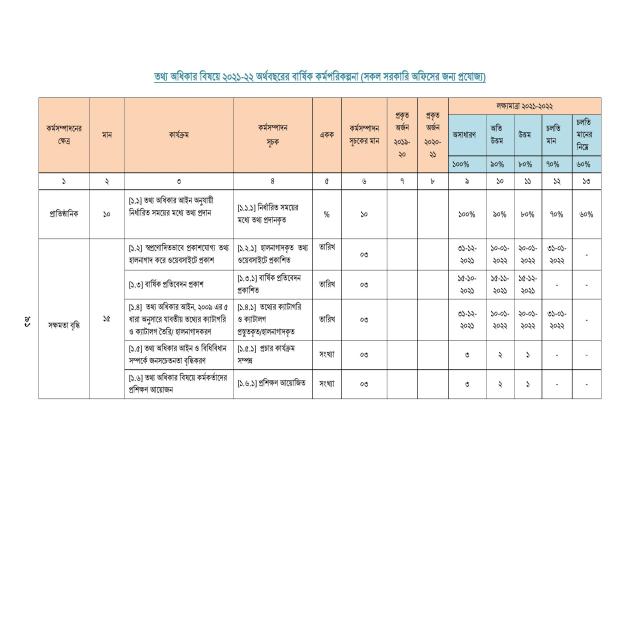 তথ্য অধিকার বিষয়ে ২০২১-২২ অর্থবছরের বার্ষিক কর্মপরিকল্পনা (সকল সরকারি অফিসের জন্য প্রযোজ্য)
কর্মসম্পাদনের ক্ষেত্র
মান
কার্যক্রম
কর্মসম্পাদন সূচক
একক
কর্মসম্পাদন সূচকের মান
প্রকৃত অর্জন ২০১৯-২০
প্রকৃত অর্জন ২০২০-২১
লক্ষ্যমাত্রা ২০২১-২০২২
অসাধারণ
অতি উত্তম
উত্তম
চলতি মান
চলতি মানের নিম্নে
১০০% ৯০% ৮০% ৭০% ৬০%
১ ২ ৩ ৪ ৫ ৬ ৭ ৮ ৯ ১০ ১১ ১২ ১৩
প্রাতিষ্ঠানিক
১০
[১.১] তথ্য অধিকার আইন অনুযায়ী
নির্ধারিত সময়ের মধ্যে তথ্য প্রদান
[১.১.১] নির্ধারিত সময়ের
মধ্যে তথ্য প্রদানকৃত
%
১০
১০০% ৯০% ৮০% ৭০% ৬০%
সক্ষমতা বৃদ্ধি
১৫
[১.২] স্বপ্রণোদিতভাবে প্রকাশযোগ্য তথ্য
হালনাগাদ করে ওয়েবসাইটে প্রকাশ
[১.২.১] হালনাগাদকৃত তথ্য
ওয়েবসাইটে প্রকাশিত
তারিখ
০৩
৩১-১২-২০২১ ১০-০১-২০২২ ২০-০১-২০২২ ৩১-০১-২০২২ -
[১.৩] বার্ষিক প্রতিবেদন প্রকাশ
[১.৩.১] বার্ষিক প্রতিবেদন
প্রকাশিত
তারিখ
০৩
১৫-১০-২০২১ ১৫-১১-২০২১ ১৫-১২-২০২১ - -
[১.৪] তথ্য অধিকার আইন, ২০০৯ এর ৫
ধারা অনুসারে যাবতীয় তথ্যের ক্যাটাগরি
ও ক্যাটালগ তৈরি/ হালনাগাদকরণ
[১.৪.১] তথ্যের ক্যাটাগরি
ও ক্যাটালগ
প্রস্তুতকৃত/হালনাগাদকৃত
তারিখ
০৩
৩১-১২-২০২১ ১০-০১-২০২২ ২০-০১-২০২২ ৩১-০১-২০২২ -
[১.৫] তথ্য অধিকার আইন ও বিধিবিধান
সম্পর্কে জনসচেতনতা বৃদ্ধিকরণ
[১.৫.১] প্রচার কার্যক্রম
সম্পন্ন
সংখ্যা
০৩
৩ ২ ১ - -
[১.৬] তথ্য অধিকার বিষয়ে কর্মকর্তাদের
প্রশিক্ষণ আয়োজন
[১.৬.১] প্রশিক্ষণ আয়োজিত
সংখ্যা
০৩
৩ ২ ১ - -